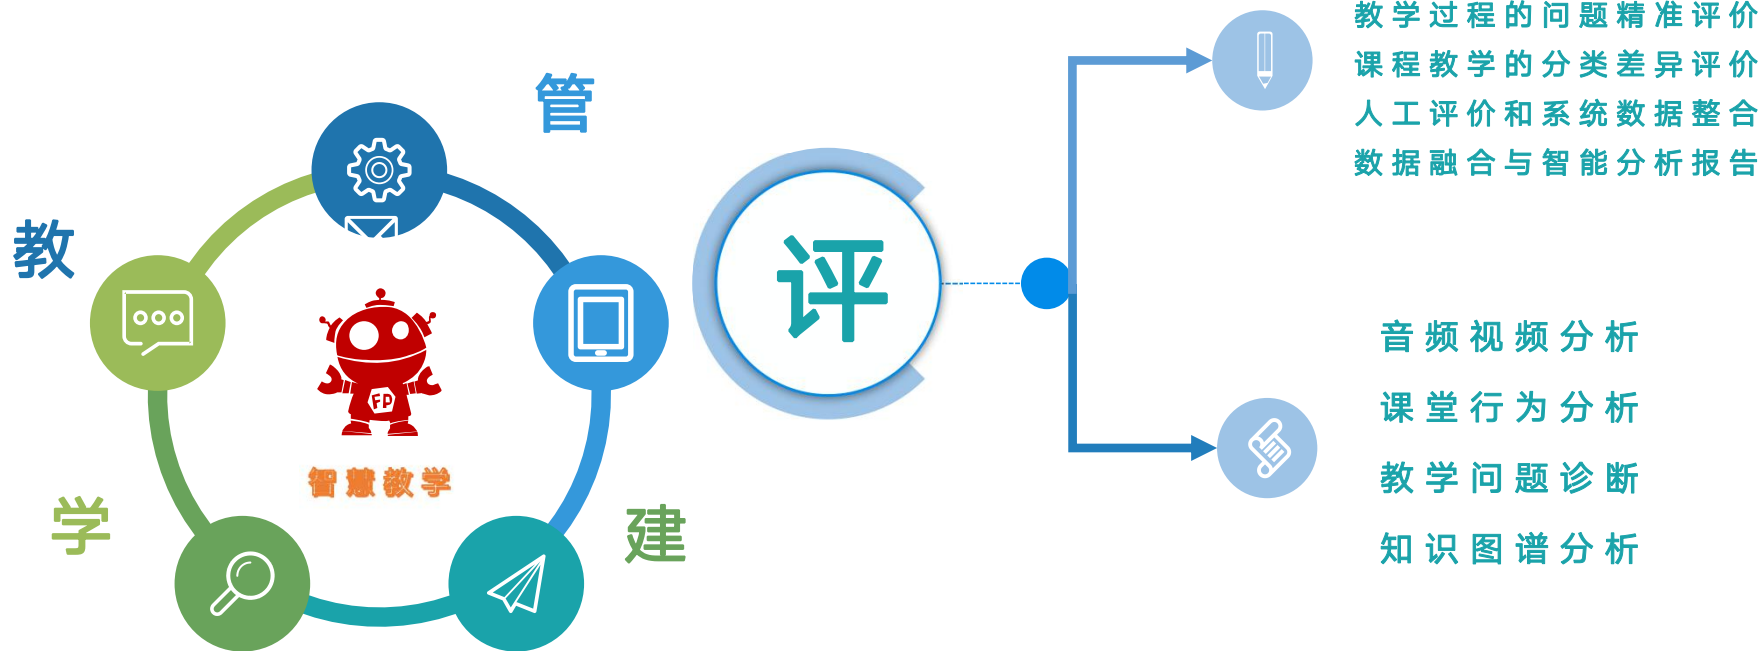 管
教
学
建
FD
智慧教学
评
教学过程的问题精准评价
课程教学的分类差异评价
人工评价和系统数据整合
数据融合与智能分析报告
音频视频分析
课堂行为分析
教学问题诊断
知识图谱分析